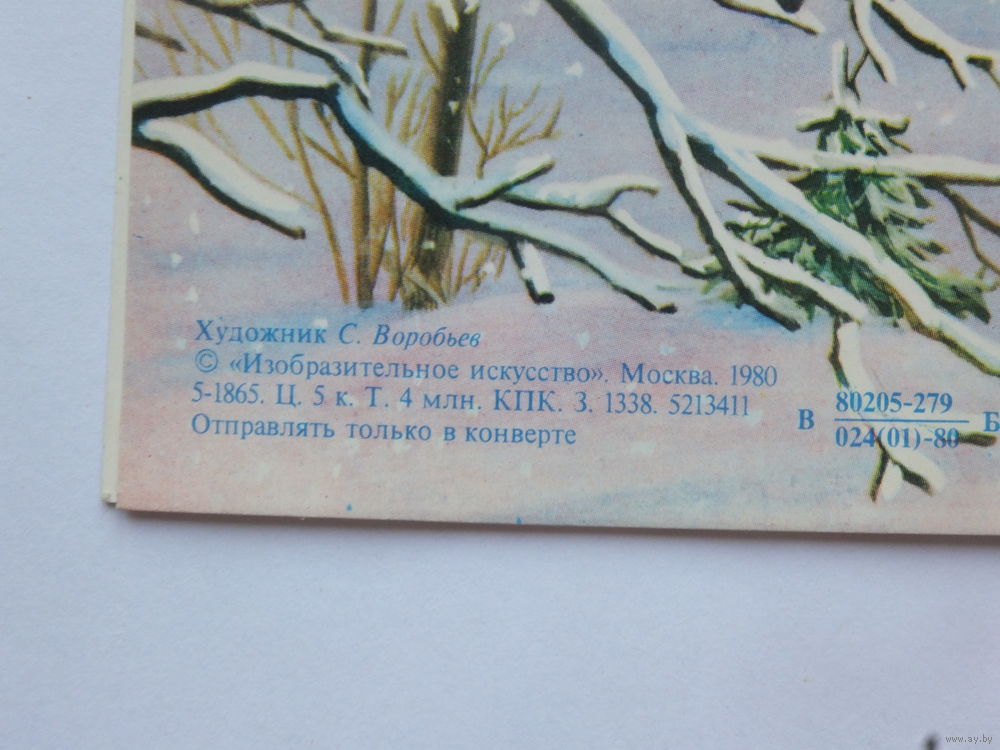 Художник С. Воробьев
© «Изобразительное искусство». Москва. 1980
5-1865. Ц. 5 к. Т. 4 млн. КПК. З. 1338. 5213411
Отправлять только в конверте
В 80205-279 Б
024(01)-80
www.ay.by